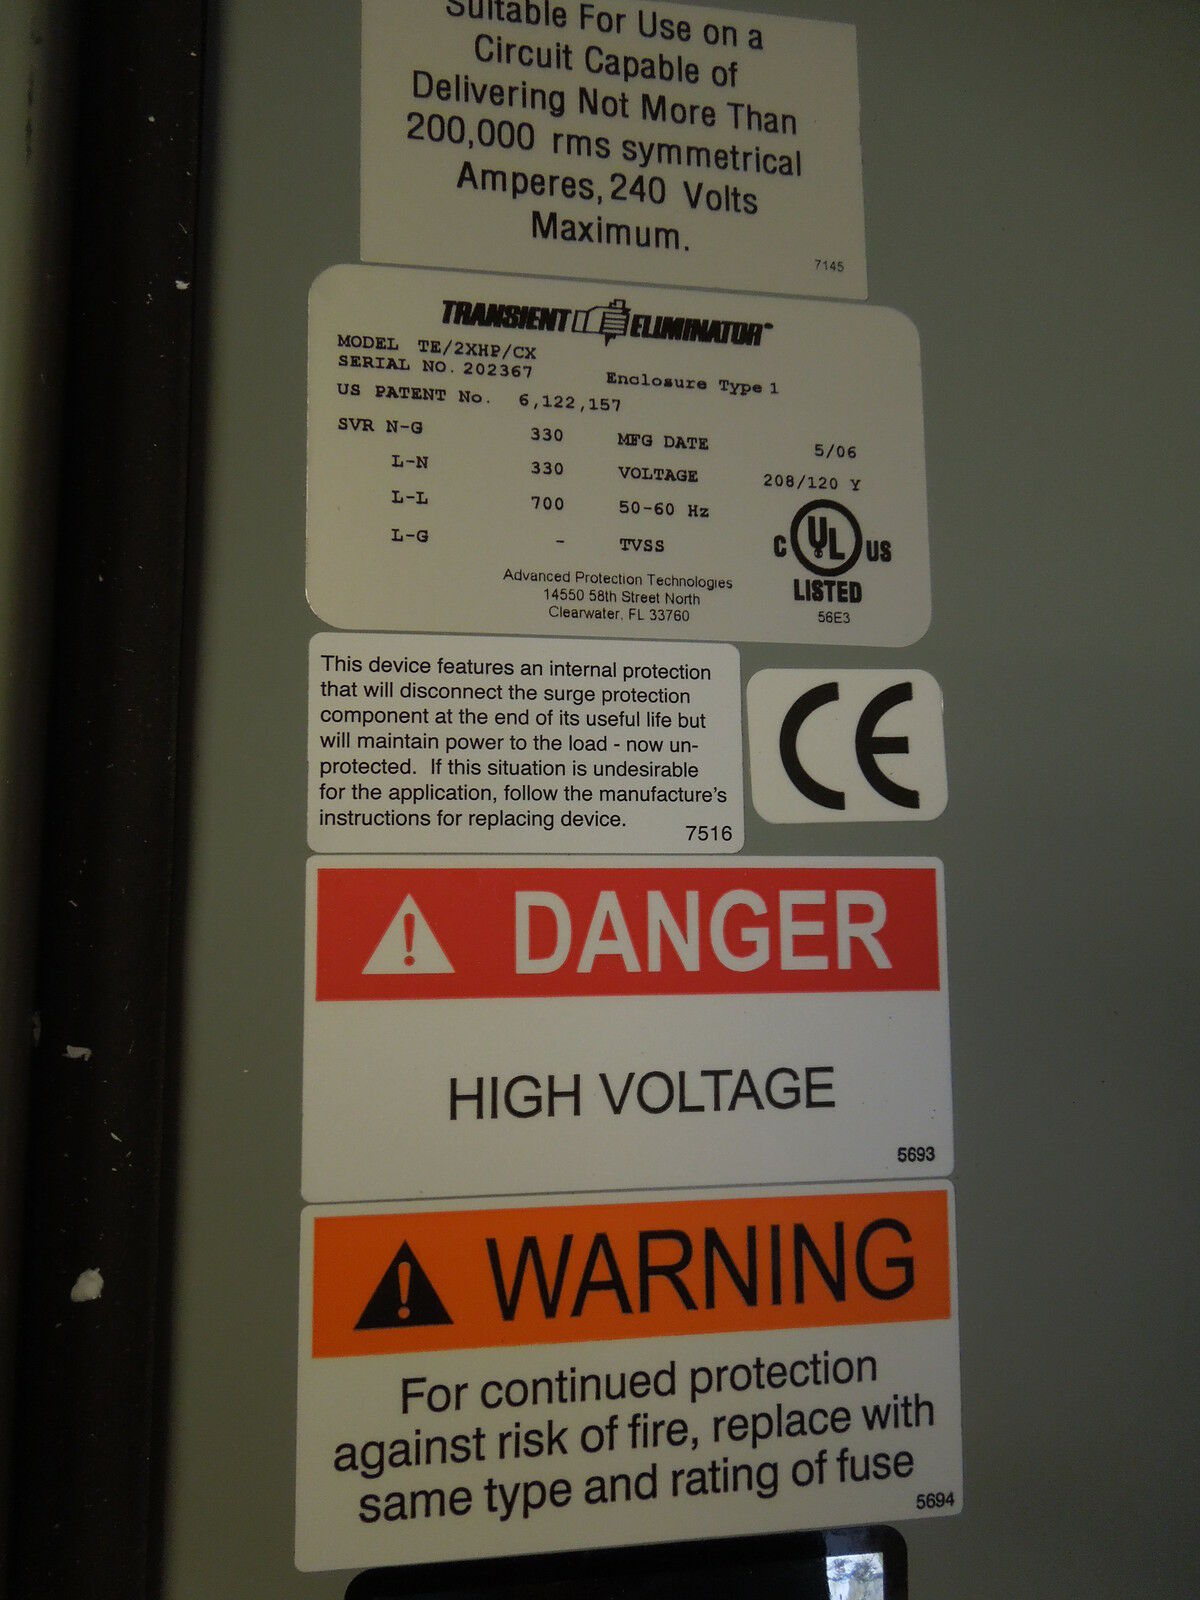 Suitable For Use on a
Circuit Capable of
Delivering Not More Than
200,000 rms symmetrical
Amperes, 240 Volts
Maximum.
7145
TRANSIENT ELIMINATOR
MODEL TE/2XHP/CX
SERIAL NO. 202367 Enclosure Type 1
US PATENT No. 6,122,157
SVR N-G 330 MFG DATE 5/06
L-N 330 VOLTAGE 208/120 Y
L-L 700 50-60 Hz
L-G - TVSS
C UL US
LISTED
56E3
Advanced Protection Technologies
14550 58th Street North
Clearwater, FL 33760
This device features an internal protection
that will disconnect the surge protection
component at the end of its useful life but
will maintain power to the load - now un-
protected. If this situation is undesirable
for the application, follow the manufacture's
instructions for replacing device.
7516
CE
DANGER
HIGH VOLTAGE
5693
WARNING
For continued protection
against risk of fire, replace with
same type and rating of fuse
5694